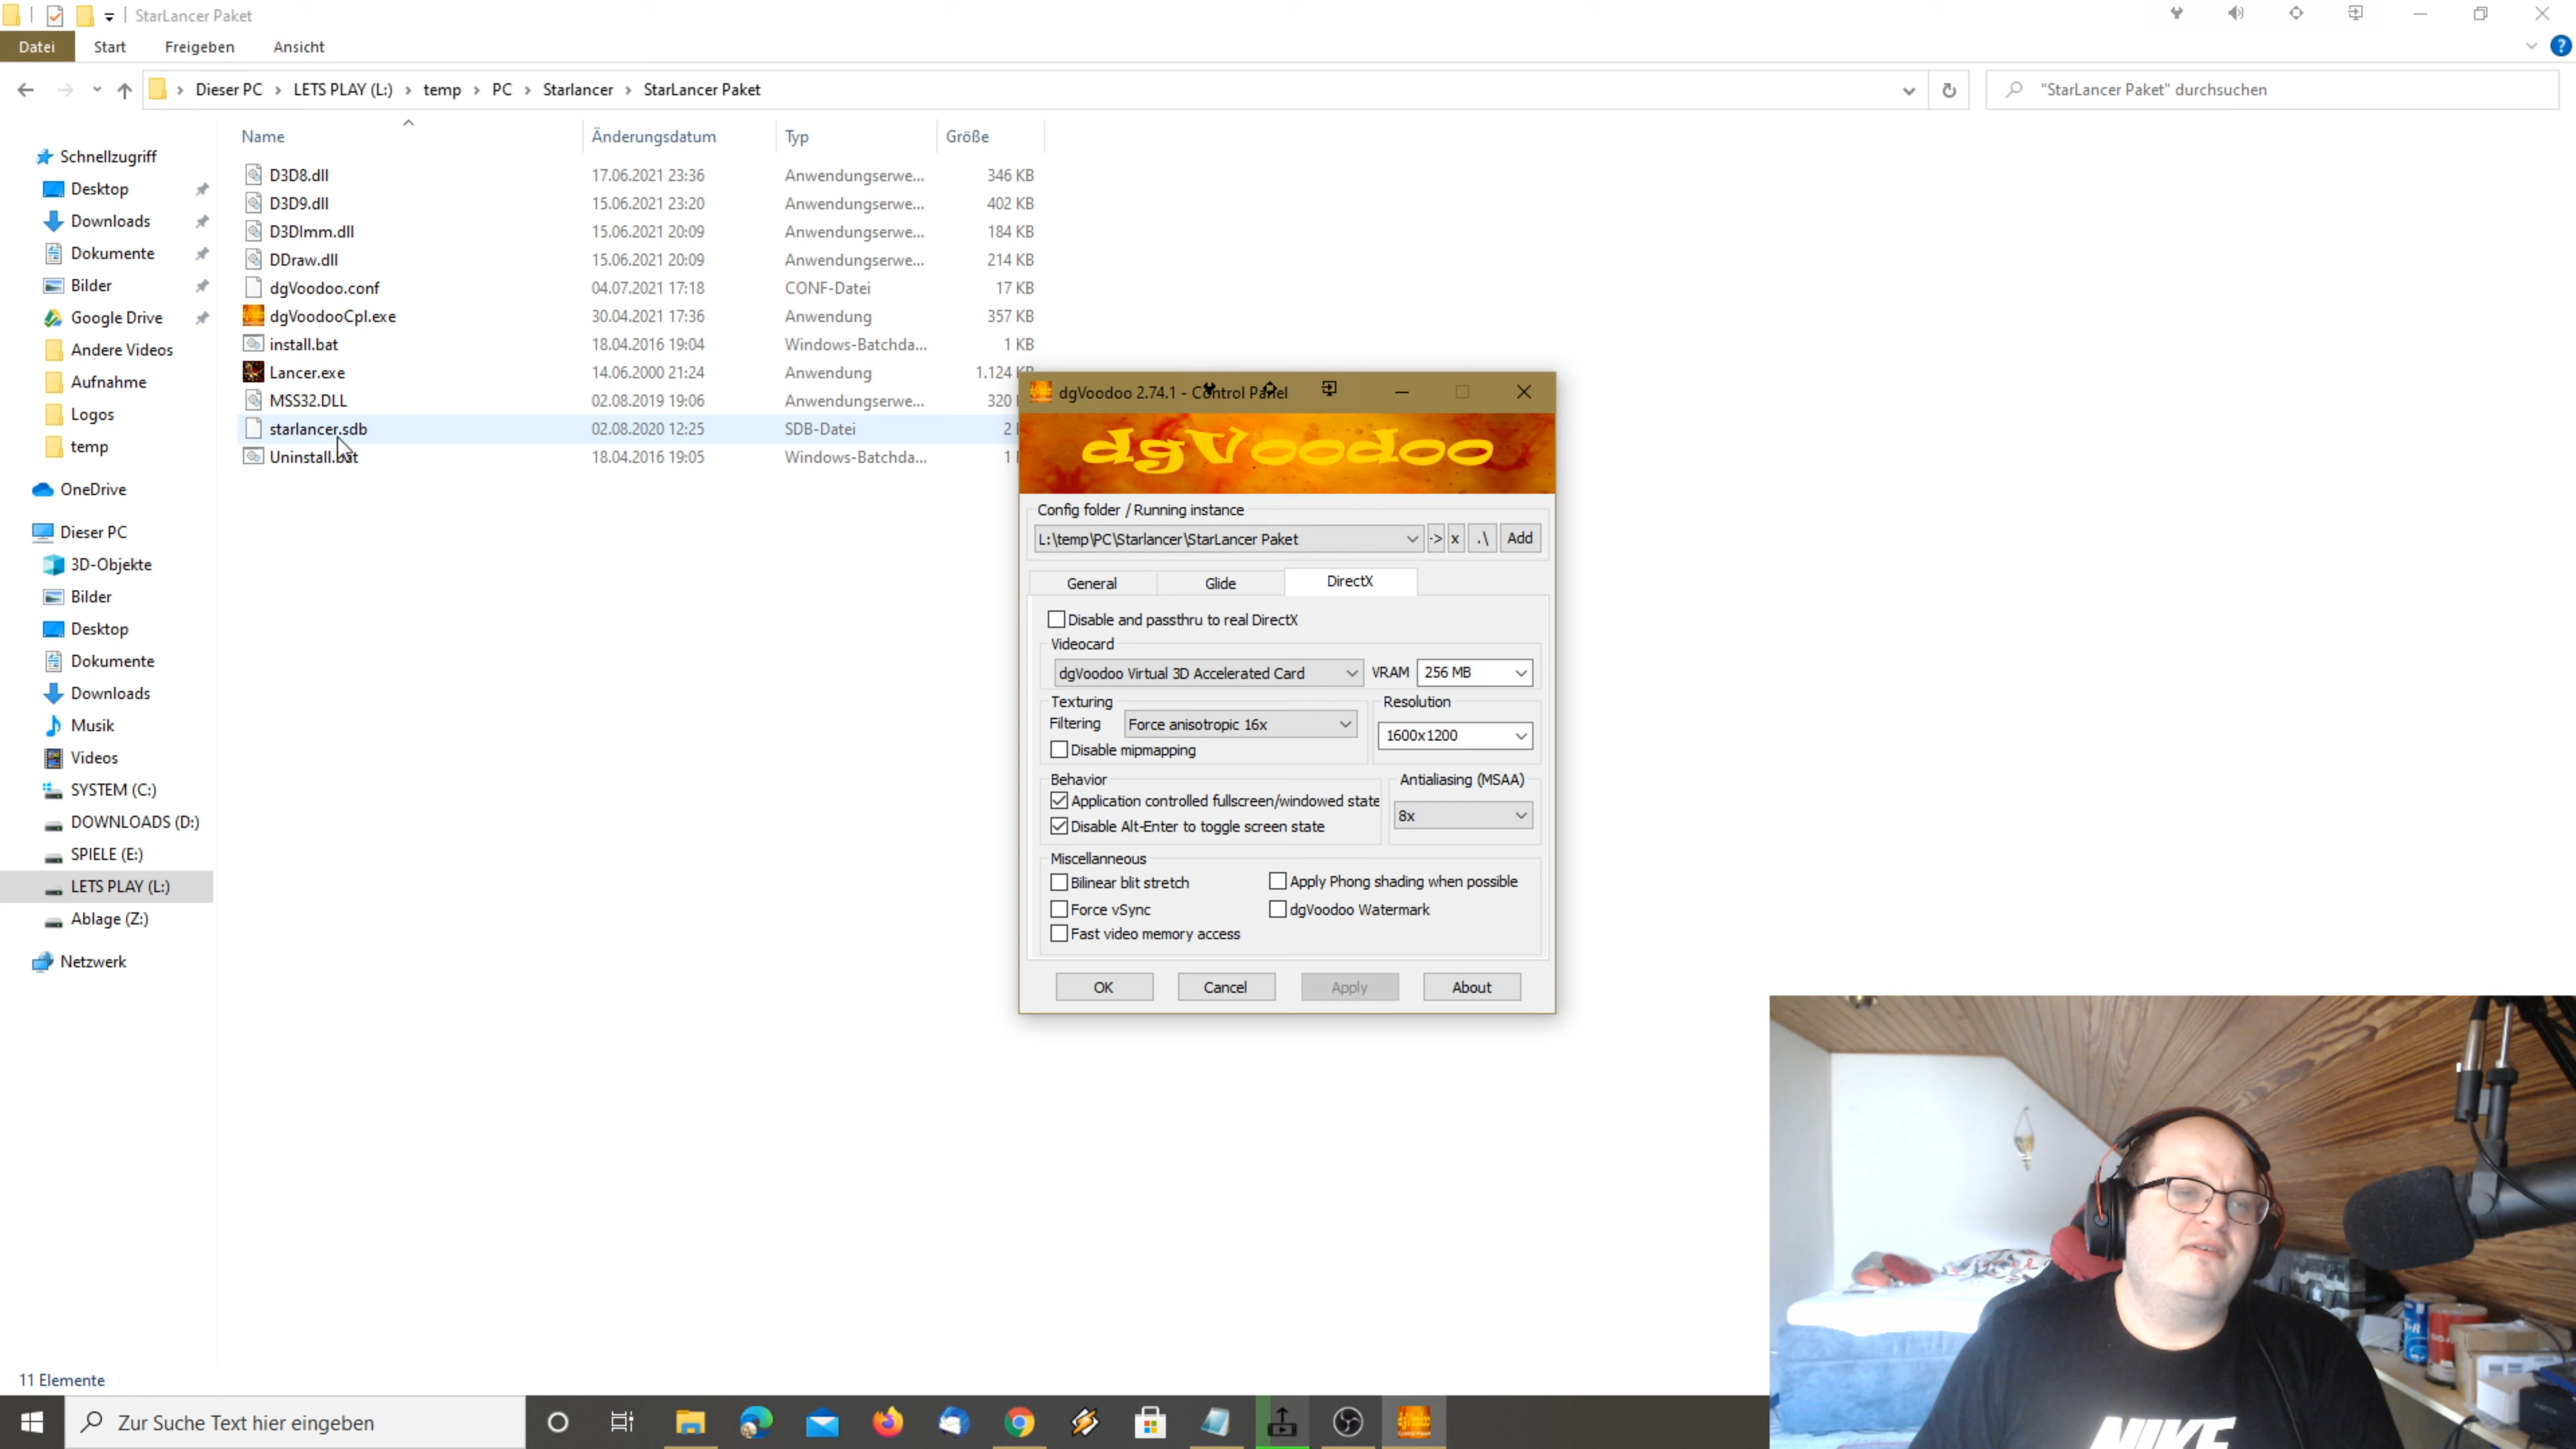 StarLancer Paket
Datei Start Freigeben Ansicht
Dieser PC LETS PLAY (L:) temp PC Starlancer StarLancer Paket
"StarLancer Paket" durchsuchen
Name Änderungsdatum Typ Größe
Schnellzugriff
Desktop
Downloads
Dokumente
Bilder
Google Drive
Andere Videos
Aufnahme
Logos
temp
OneDrive
Dieser PC
3D-Objekte
Bilder
Desktop
Dokumente
Downloads
Musik
Videos
SYSTEM (C:)
DOWNLOADS (D:)
SPIELE (E:)
LETS PLAY (L:)
Ablage (Z:)
Netzwerk
D3D8.dll 17.06.2021 23:36 Anwendungserwe... 346 KB
D3D9.dll 15.06.2021 23:20 Anwendungserwe... 402 KB
D3DImm.dll 15.06.2021 20:09 Anwendungserwe... 184 KB
DDraw.dll 15.06.2021 20:09 Anwendungserwe... 214 KB
dgVoodoo.conf 04.07.2021 17:18 CONF-Datei 17 KB
dgVoodooCpl.exe 30.04.2021 17:36 Anwendung 357 KB
install.bat 18.04.2016 19:04 Windows-Batchda... 1 KB
Lancer.exe 14.06.2000 21:24 Anwendung 1.124
MSS32.DLL 02.08.2019 19:06 Anwendungserwe... 320
starlancer.sdb 02.08.2020 12:25 SDB-Datei 2
Uninstall.bat 18.04.2016 19:05 Windows-Batchda... 1
dgVoodoo 2.74.1 - Control Panel
dgVoodoo
Config folder / Running instance
L:\temp\PC\Starlancer\StarLancer Paket -> x .\ Add
General Glide DirectX
Disable and passthru to real DirectX
Videocard
dgVoodoo Virtual 3D Accelerated Card VRAM 256 MB
Texturing Resolution
Filtering Force anisotropic 16x 1600x1200
Disable mipmapping
Behavior Antialiasing (MSAA)
Application controlled fullscreen/windowed state
8x
Disable Alt-Enter to toggle screen state
Miscellaneous
Bilinear blit stretch Apply Phong shading when possible
Force vSync dgVoodoo Watermark
Fast video memory access
OK Cancel Apply About
11 Elemente
Zur Suche Text hier eingeben
NIKE